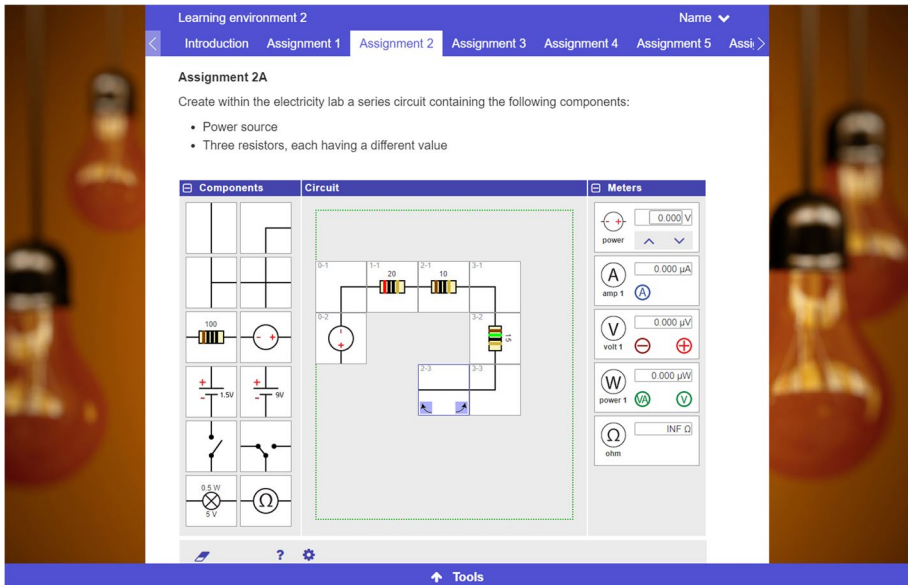 Learning environment 2
Name
Introduction Assignment 1 Assignment 2 Assignment 3 Assignment 4 Assignment 5 Assi
Assignment 2A
Create within the electricity lab a series circuit containing the following components:
• Power source
• Three resistors, each having a different value
Components
Circuit
Meters
100
- +
+
-
1.5V
+
-
9V
0.5 W
5 V
Ω
0-1
1-1
20
2-1
10
3-1
0-2
+
3-2
15
2-3
3-3
- +
power
0.000 V
A
amp 1
0.000 µA
A
V
volt 1
0.000 µV
W
power 1
0.000 µW
VA
V
Ω
ohm
INF Ω
?
Tools